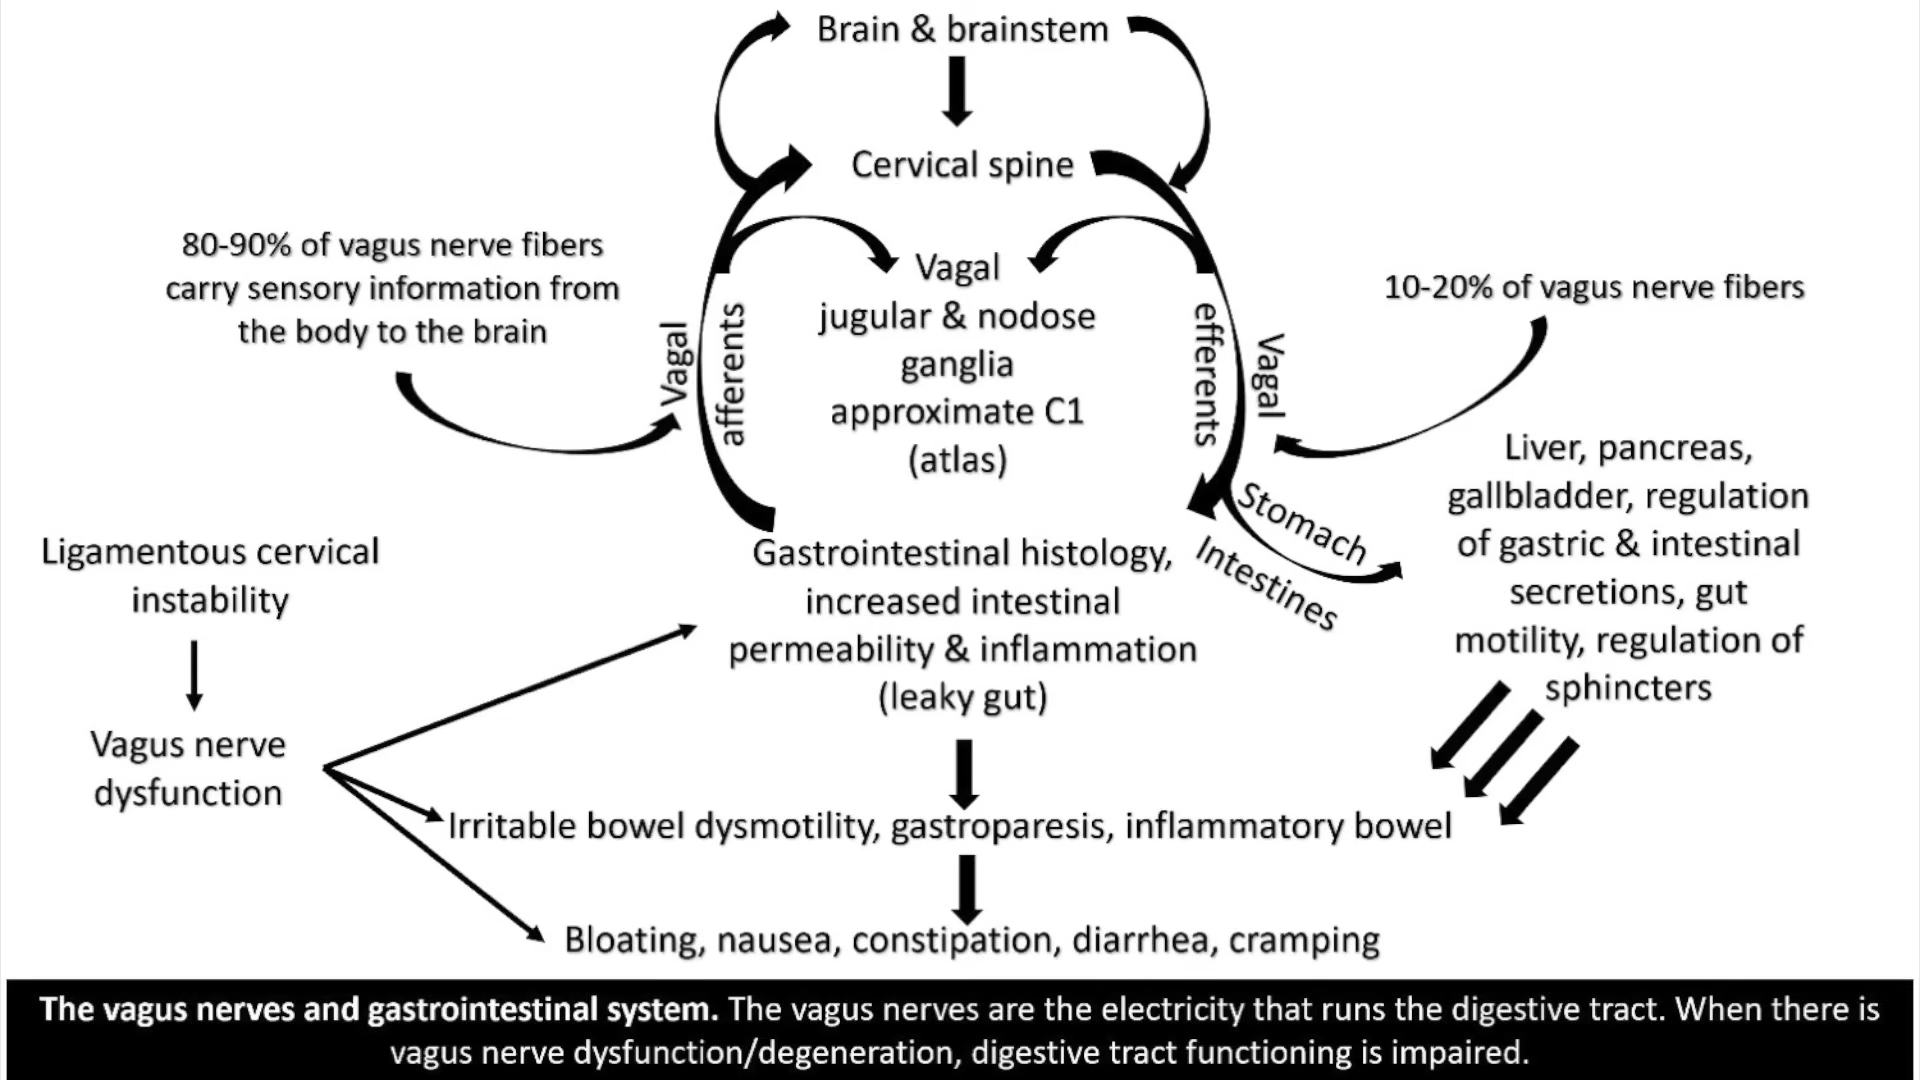 Brain & brainstem
Cervical spine
80-90% of vagus nerve fibers
carry sensory information from
the body to the brain
Vagal
afferents
Vagal
jugular & nodose
ganglia
approximate C1
(atlas)
efferents
Vagal
10-20% of vagus nerve fibers
Stomach
Intestines
Liver, pancreas,
gallbladder, regulation
of gastric & intestinal
secretions, gut
motility, regulation of
sphincters
Ligamentous cervical
instability
Vagus nerve
dysfunction
Gastrointestinal histology,
increased intestinal
permeability & inflammation
(leaky gut)
Irritable bowel dysmotility, gastroparesis, inflammatory bowel
Bloating, nausea, constipation, diarrhea, cramping
The vagus nerves and gastrointestinal system. The vagus nerves are the electricity that runs the digestive tract. When there is
vagus nerve dysfunction/degeneration, digestive tract functioning is impaired.